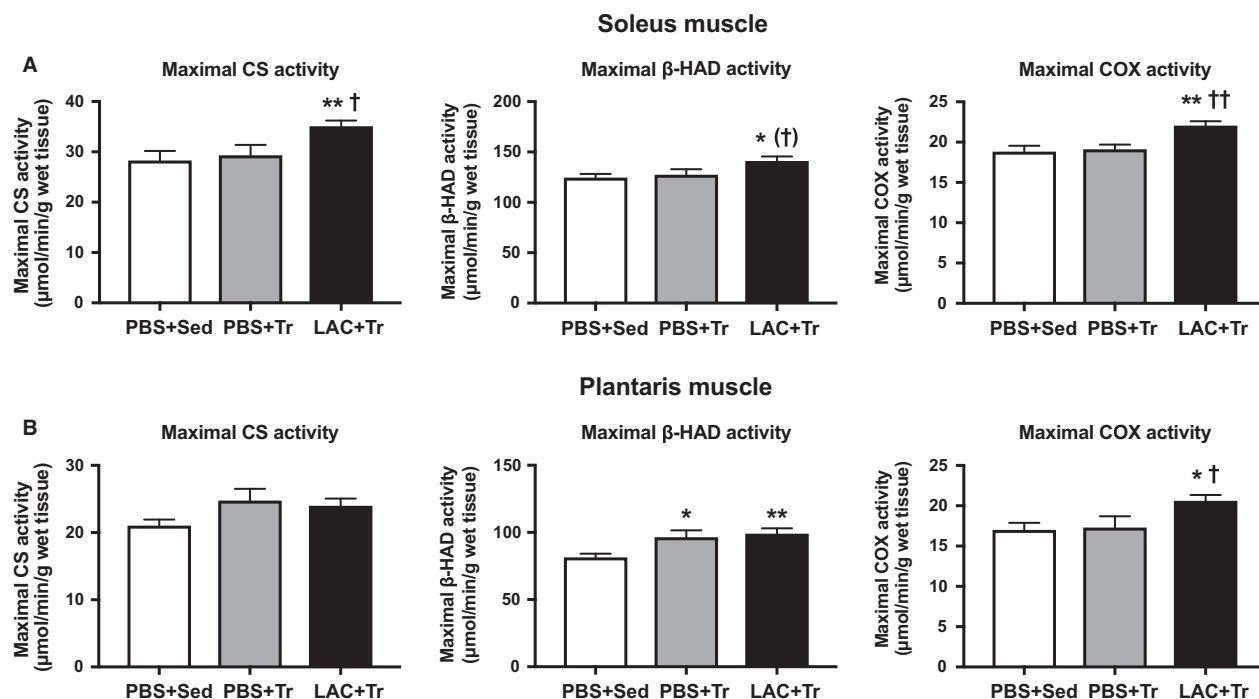 Soleus muscle
A
Maximal CS activity
Maximal CS activity
(µmol/min/g wet tissue)
40
30
20
10
0
** †
PBS+Sed PBS+Tr LAC+Tr
Maximal β-HAD activity
Maximal β-HAD activity
(µmol/min/g wet tissue)
200
150
100
50
0
* (†)
PBS+Sed PBS+Tr LAC+Tr
Maximal COX activity
Maximal COX activity
(µmol/min/g wet tissue)
25
20
15
10
5
0
** ††
PBS+Sed PBS+Tr LAC+Tr
Plantaris muscle
B
Maximal CS activity
Maximal CS activity
(µmol/min/g wet tissue)
30
20
10
0
PBS+Sed PBS+Tr LAC+Tr
Maximal β-HAD activity
Maximal β-HAD activity
(µmol/min/g wet tissue)
150
100
50
0
* **
PBS+Sed PBS+Tr LAC+Tr
Maximal COX activity
Maximal COX activity
(µmol/min/g wet tissue)
25
20
15
10
5
0
* †
PBS+Sed PBS+Tr LAC+Tr